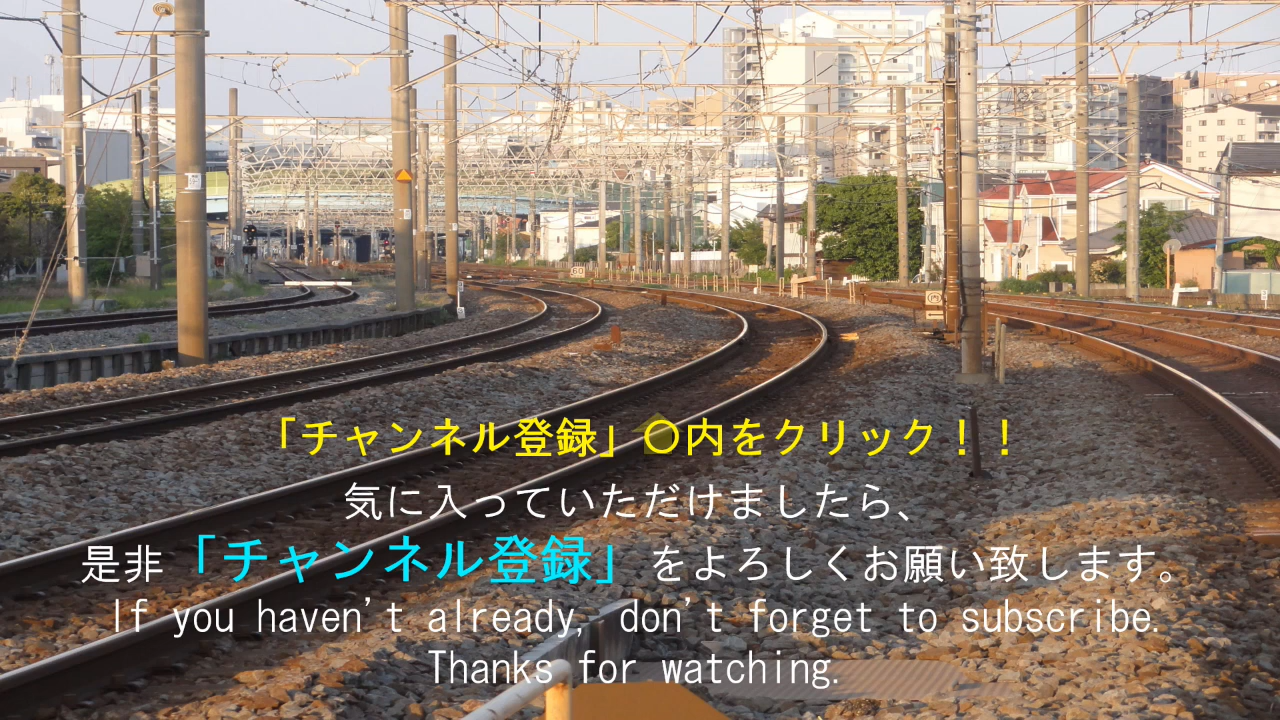 「チャンネル登録」〇内をクリック！！
気に入っていただけましたら、
是非「チャンネル登録」をよろしくお願い致します。
If you haven't already, don't forget to subscribe.
Thanks for watching.
60
内